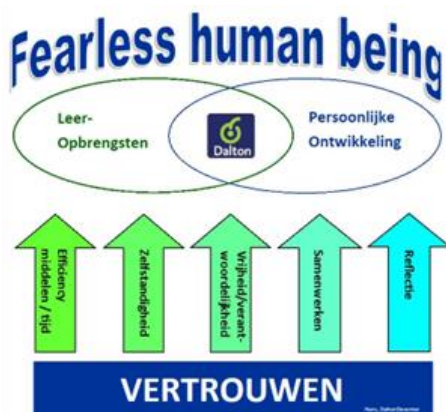 Fearless human being
Leer-
Opbrengsten
Dalton
Persoonlijke
Ontwikkeling
Efficiency
middelen / tijd
Zelfstandigheid
Vrijheid/verant-
woordelijkheid
Samenwerken
Reflectie
VERTROUWEN